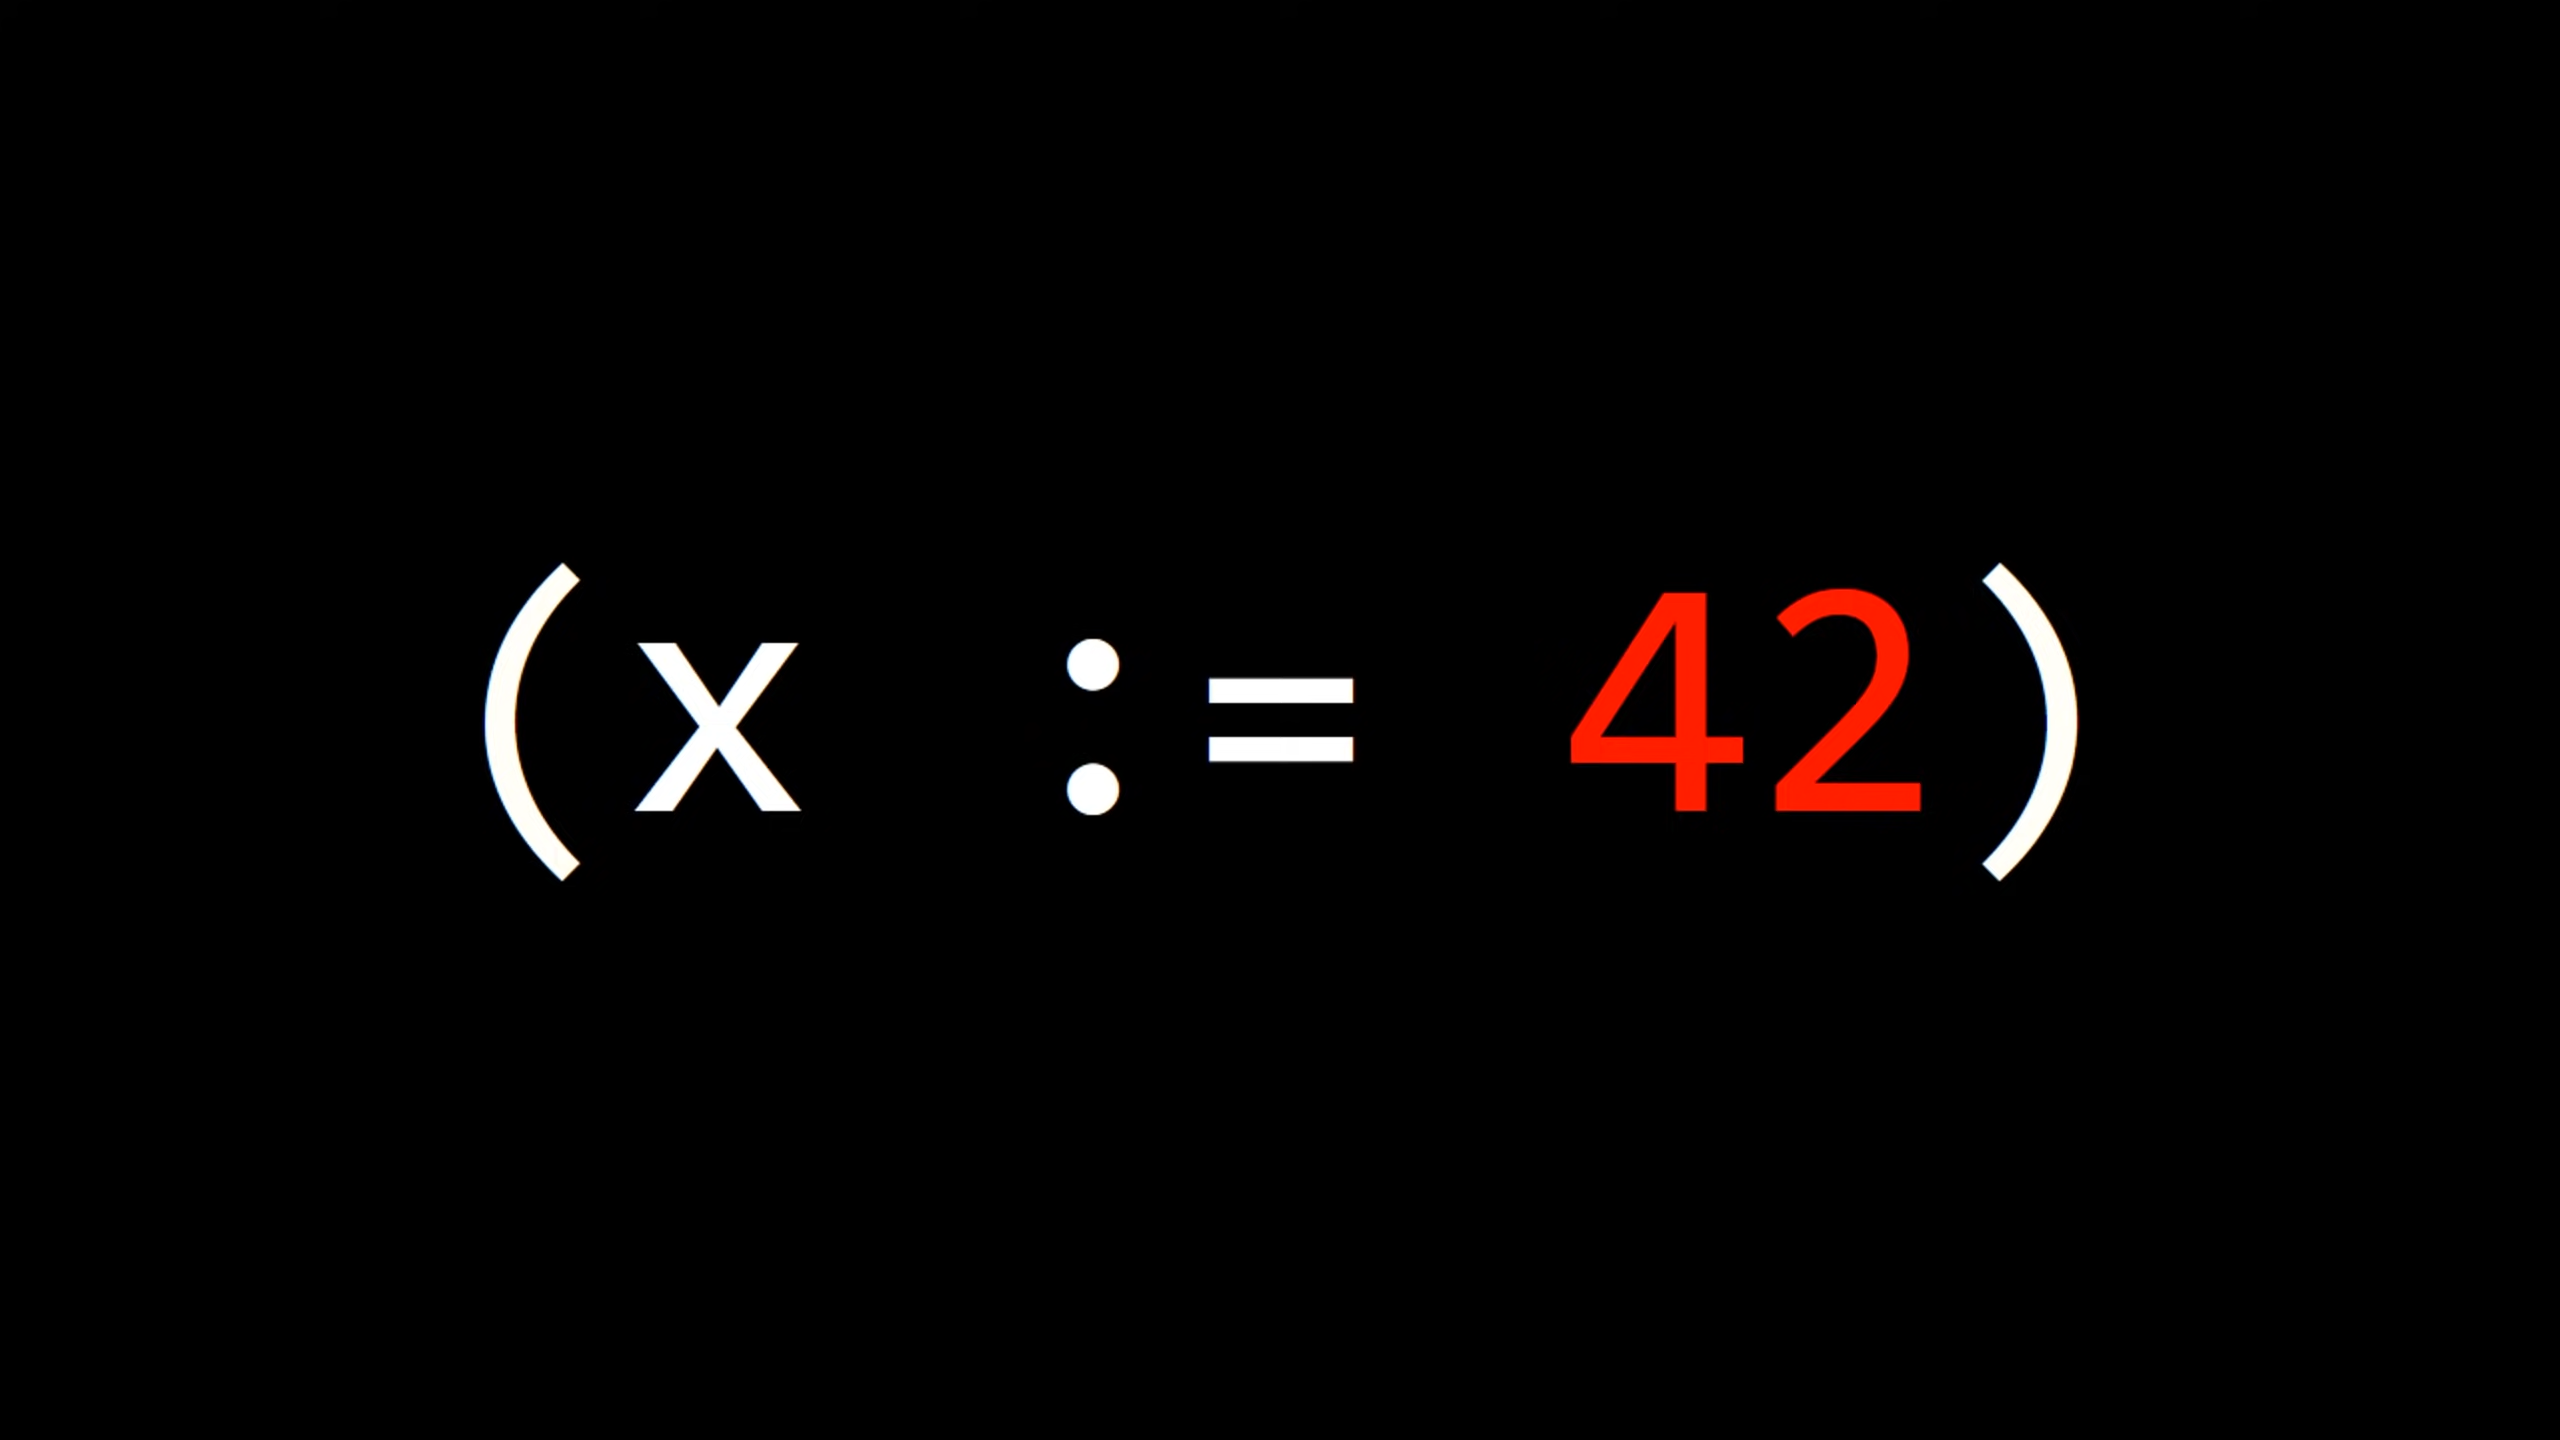 (x := 42)